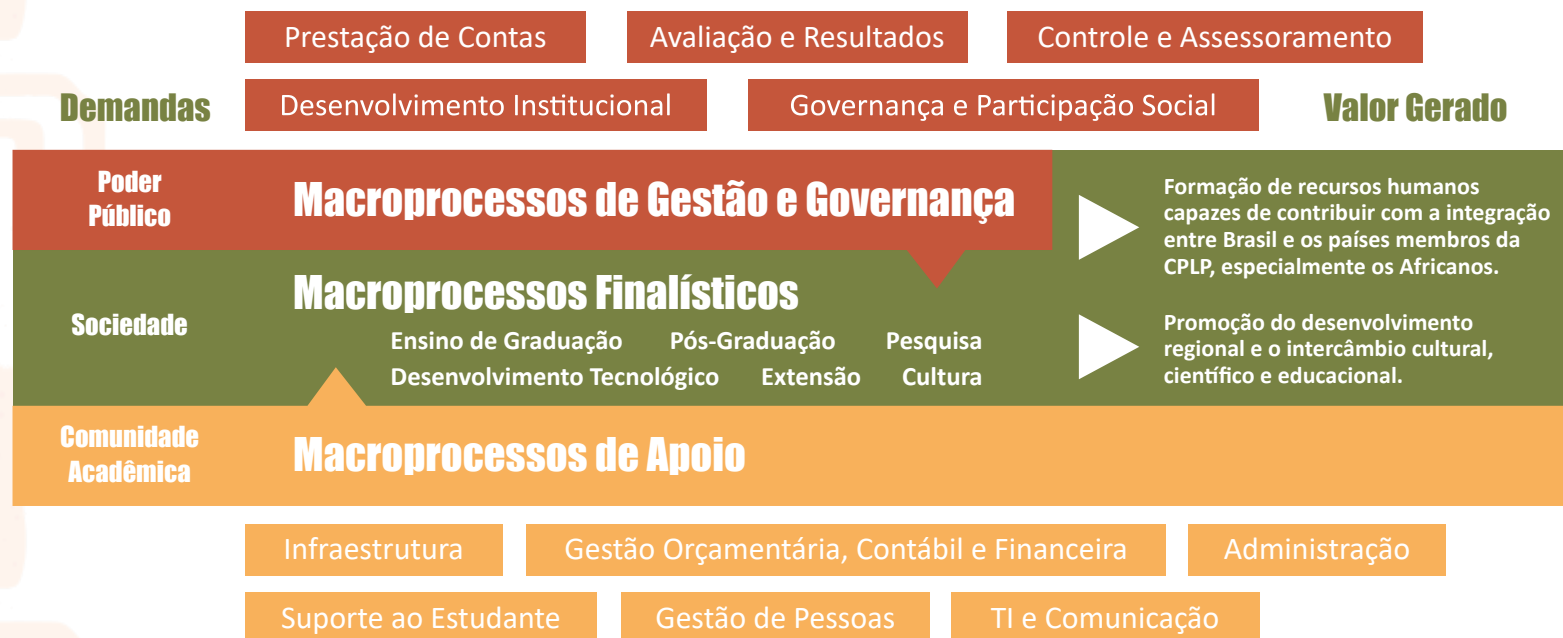 Prestação de Contas
Avaliação e Resultados
Controle e Assessoramento
Demandas
Desenvolvimento Institucional
Governança e Participação Social
Valor Gerado
Poder
Público
Macroprocessos de Gestão e Governança
Formação de recursos humanos
capazes de contribuir com a integração
entre Brasil e os países membros da
CPLP, especialmente os Africanos.
Sociedade
Macroprocessos Finalísticos
Ensino de Graduação
Pós-Graduação
Pesquisa
Desenvolvimento Tecnológico
Extensão
Cultura
Promoção do desenvolvimento
regional e o intercâmbio cultural,
científico e educacional.
Comunidade
Acadêmica
Macroprocessos de Apoio
Infraestrutura
Gestão Orçamentária, Contábil e Financeira
Administração
Suporte ao Estudante
Gestão de Pessoas
TI e Comunicação